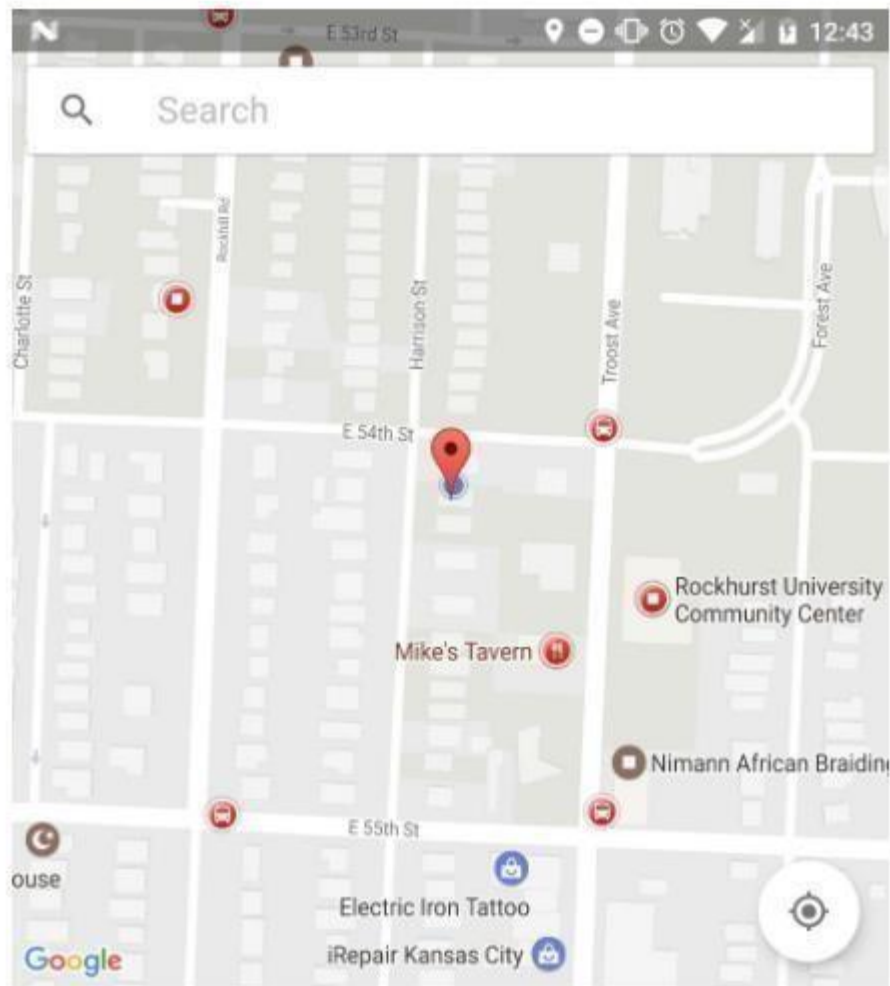 N
E 53rd St
12:43
Search
Rockhill Rd
Charlotte St
Harrison St
Troost Ave
Forest Ave
E 54th St
Rockhurst University
Community Center
Mike's Tavern
Nimann African Braiding
E 55th St
ouse
Electric Iron Tattoo
iRepair Kansas City
Google